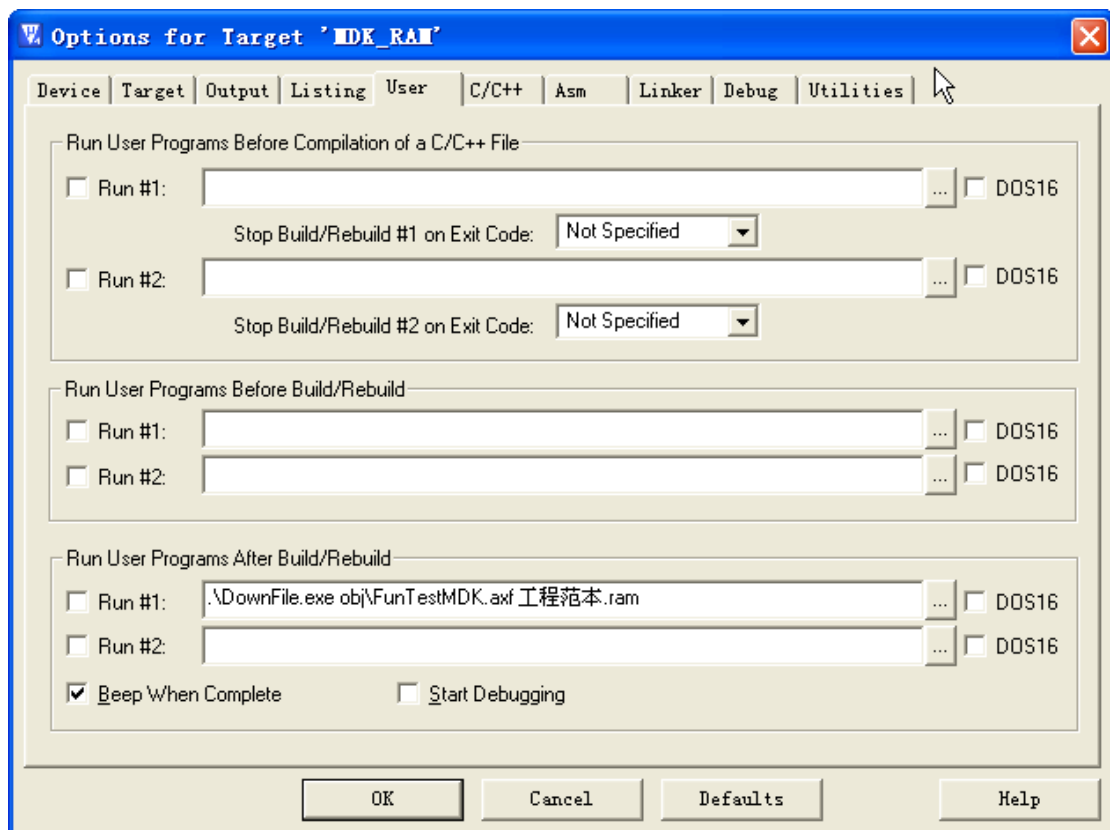 Options for Target 'MDK_RAM'
Device Target Output Listing User C/C++ Asm Linker Debug Utilities
Run User Programs Before Compilation of a C/C++ File
Run #1: ... DOS16
Stop Build/Rebuild #1 on Exit Code: Not Specified
Run #2: ... DOS16
Stop Build/Rebuild #2 on Exit Code: Not Specified
Run User Programs Before Build/Rebuild
Run #1: ... DOS16
Run #2: ... DOS16
Run User Programs After Build/Rebuild
Run #1: .\DownFile.exe obj\FunTestMDK.axf 工程范本.ram ... DOS16
Run #2: ... DOS16
Beep When Complete Start Debugging
OK Cancel Defaults Help